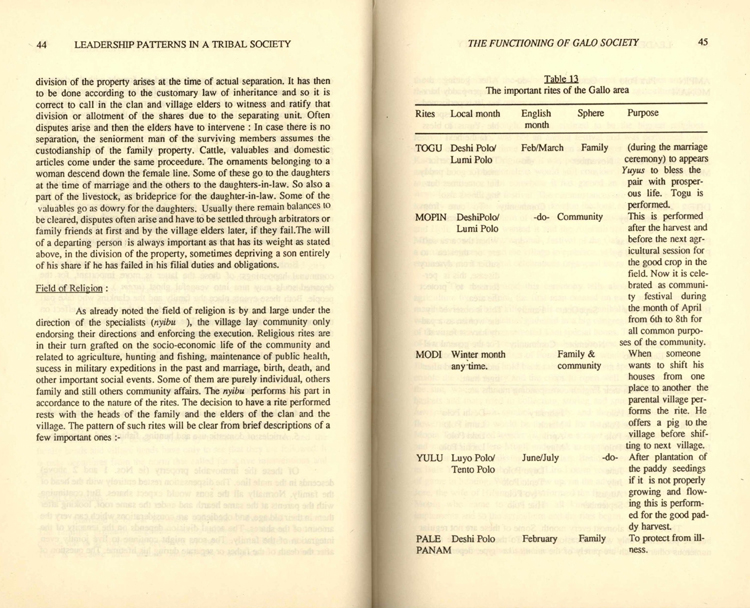 44 LEADERSHIP PATTERNS IN A TRIBAL SOCIETY
division of the property arises at the time of actual separation. It has then
to be done according to the customary law of inheritance and so it is
correct to call in the clan and village elders to witness and ratify that
division or allotment of the shares due to the separating unit. Often
disputes arise and then the elders have to intervene : In case there is no
separation, the seniormost man of the surviving members assumes the
custodianship of the family property. Cattle, valuables and domestic
articles come under the same proceedure. The ornaments belonging to a
woman descend down the female line. Some of these go to the daughters
at the time of marriage and the others to the daughters-in-law. So also a
part of the livestock, as brideprice for the daughter-in-law. Some of the
valuables go as dowry for the daughters. Usually there remain balances to
be cleared, disputes often arise and have to be settled through arbitrators or
family friends at first and by the village elders later, if they fail.The will
of a departing person is always important as that has its weight as stated
above, in the division of the property, sometimes depriving a son entirely
of his share if he has failed in his filial duties and obligations.
Field of Religion :
As already noted the field of religion is by and large under the
direction of the specialists (nyibu ), the village lay community only
endorsing their directions and enforcing the execution. Religious rites are
in their turn grafted on the socio-economic life of the community and
related to agriculture, hunting and fishing, maintenance of public health,
sucess in military expeditions in the past and marriage, birth, death, and
other important social events. Some of them are purely individual, others
family and still others community affairs. The nyibu performs his part in
accordance to the nature of the rites. The decision to have a rite performed
rests with the heads of the family and the elders of the clan and the
village. The pattern of such rites will be clear from brief descriptions of a
few important ones :-
THE FUNCTIONING OF GALO SOCIETY 45
Table 13
The important rites of the Gallo area
Rites Local month English Sphere Purpose
month
TOGU Deshi Polo/ Feb/March Family (during the marriage
Lumi Polo ceremony) to appears
Yuyus to bless the
pair with prosper-
ous life. Togu is
performed.
MOPIN DeshiPolo/ -do- Community This is performed
Lumi Polo after the harvest and
before the next agr-
icultural session for
the good crop in the
field. Now it is cele-
brated as communi-
ty festival during
the month of April
from 6th to 8th for
all common purpo-
ses of the community.
MODI Winter month Family & When someone
any time. community wants to shift his
houses from one
place to another the
parental village per-
forms the rite. He
offers a pig to the
village before shif-
ting to next village.
YULU Luyo Polo/ June/July -do- After plantation of
Tento Polo the paddy seedings
if it is not properly
growing and flow-
ing this is perform-
ed for the good pad-
dy harvest.
PALE Deshi Polo February Family To protect from ill-
PANAM ness.